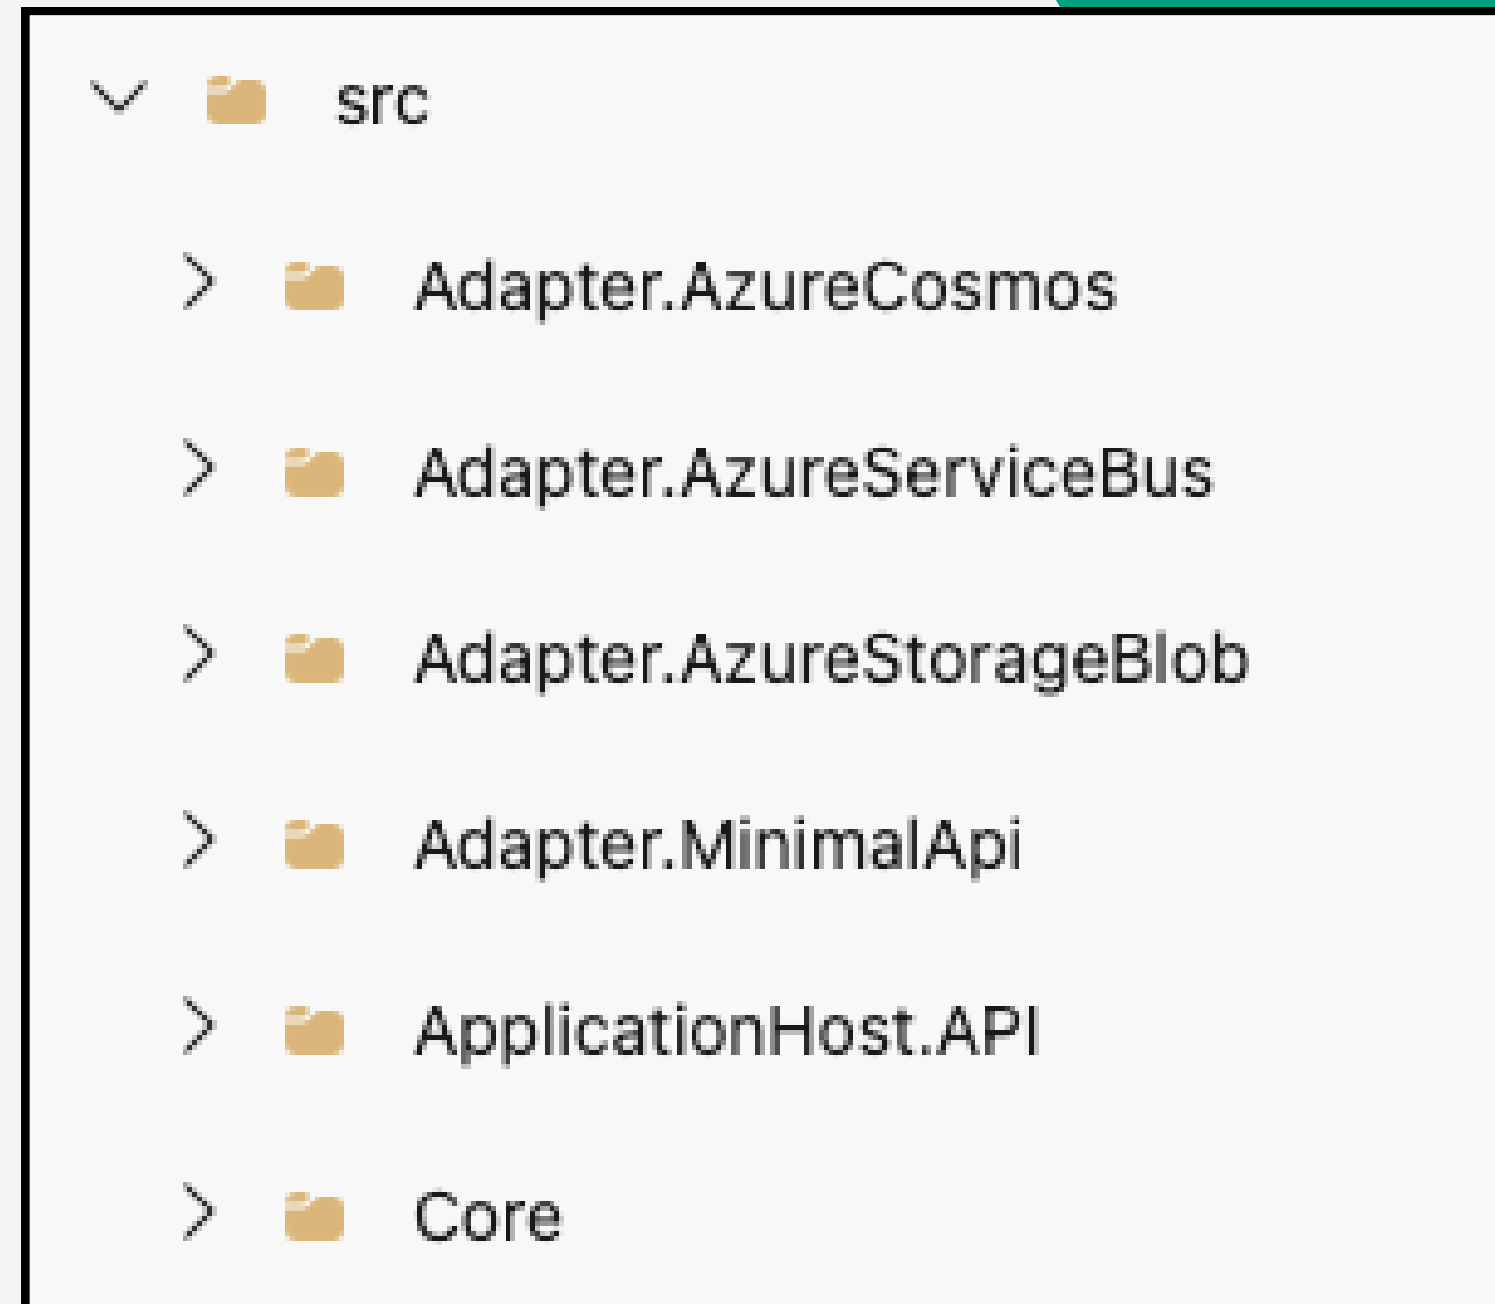 src
Adapter.AzureCosmos
Adapter.AzureServiceBus
Adapter.AzureStorageBlob
Adapter.MinimalApi
ApplicationHost.API
Core